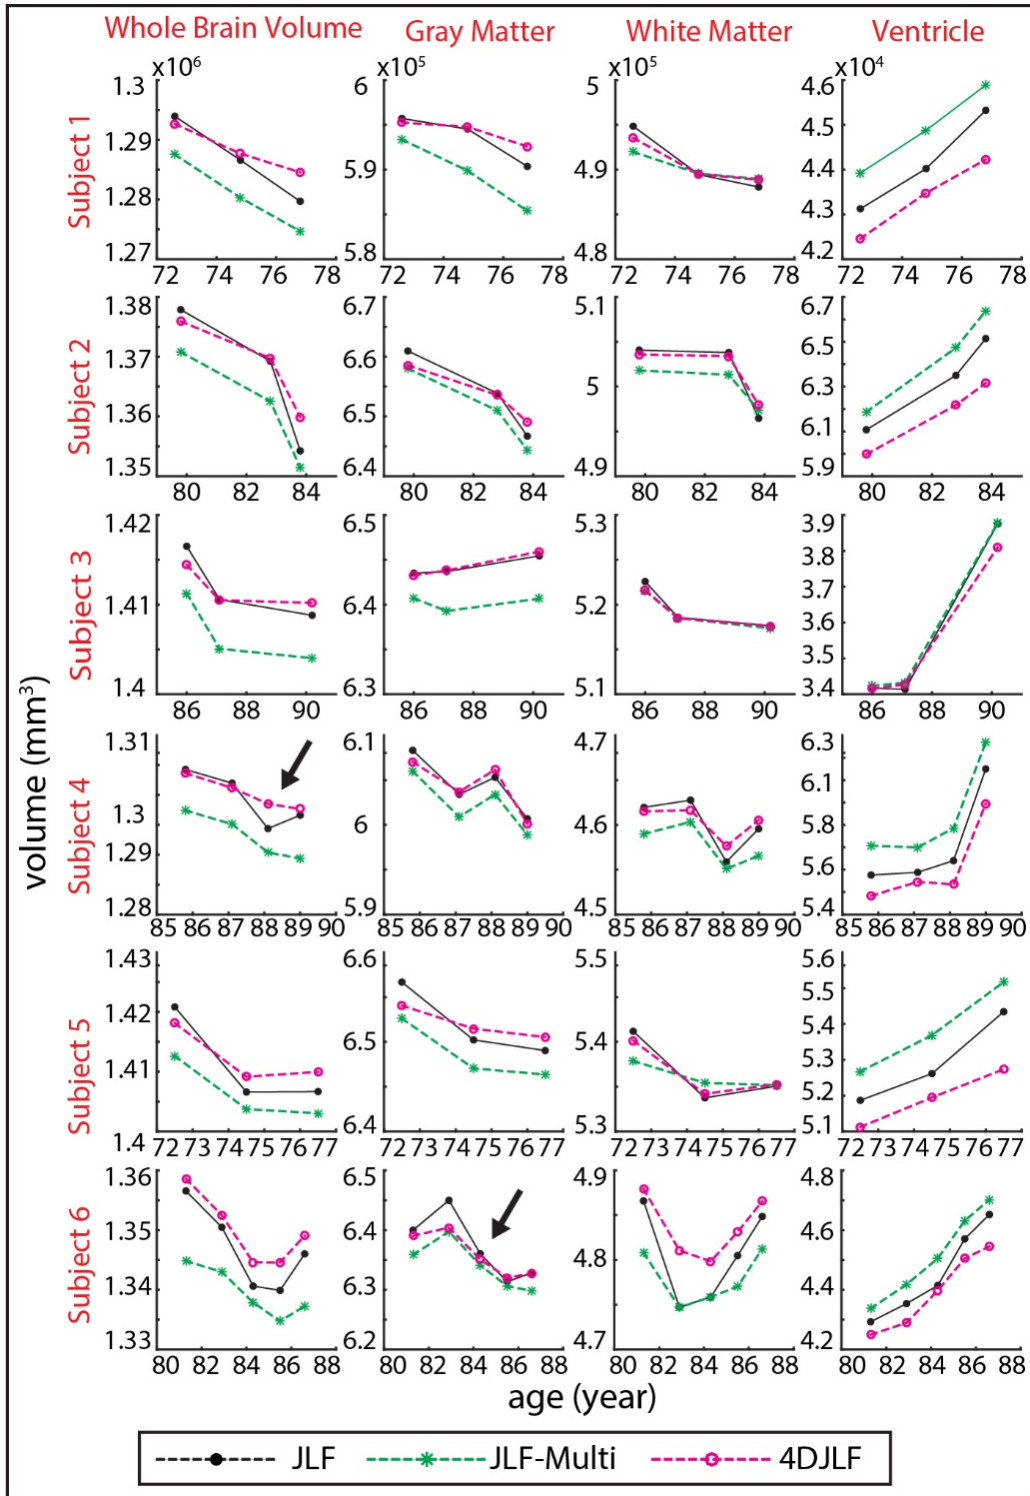 Whole Brain Volume Gray Matter White Matter Ventricle
x10⁶ x10⁵ x10⁵ x10⁴
Subject 1
1.3
1.29
1.28
1.27
72 74 76 78
6
5.9
5.8
72 74 76 78
5
4.9
4.8
72 74 76 78
4.6
4.5
4.4
4.3
4.2
72 74 76 78
Subject 2
1.38
1.37
1.36
1.35
80 82 84
6.7
6.6
6.5
6.4
80 82 84
5.1
5
4.9
80 82 84
6.7
6.5
6.3
6.1
5.9
80 82 84
Subject 3
1.42
1.41
1.4
86 88 90
6.5
6.4
6.3
86 88 90
5.3
5.2
5.1
86 88 90
3.9
3.8
3.7
3.6
3.5
3.4
86 88 90
volume (mm³)
Subject 4
1.31
1.3
1.29
1.28
85 86 87 88 89 90
6.1
6
5.9
85 86 87 88 89 90
4.7
4.6
4.5
85 86 87 88 89 90
6.3
6.1
5.8
5.6
5.4
85 86 87 88 89 90
Subject 5
1.43
1.42
1.41
1.4
72 73 74 75 76 77
6.6
6.5
6.4
72 73 74 75 76 77
5.5
5.4
5.3
72 73 74 75 76 77
5.6
5.5
5.4
5.3
5.2
5.1
72 73 74 75 76 77
Subject 6
1.36
1.35
1.34
1.33
80 82 84 86 88
6.5
6.4
6.3
6.2
80 82 84 86 88
4.9
4.8
4.7
80 82 84 86 88
4.8
4.6
4.4
4.2
80 82 84 86 88
age (year)
JLF JLF-Multi 4DJLF